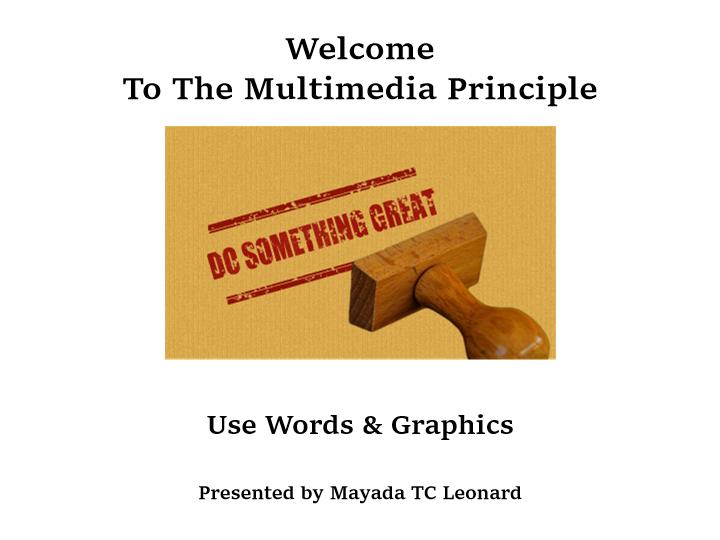 Welcome
To The Multimedia Principle
DO SOMETHING GREAT
Use Words & Graphics
Presented by Mayada TC Leonard